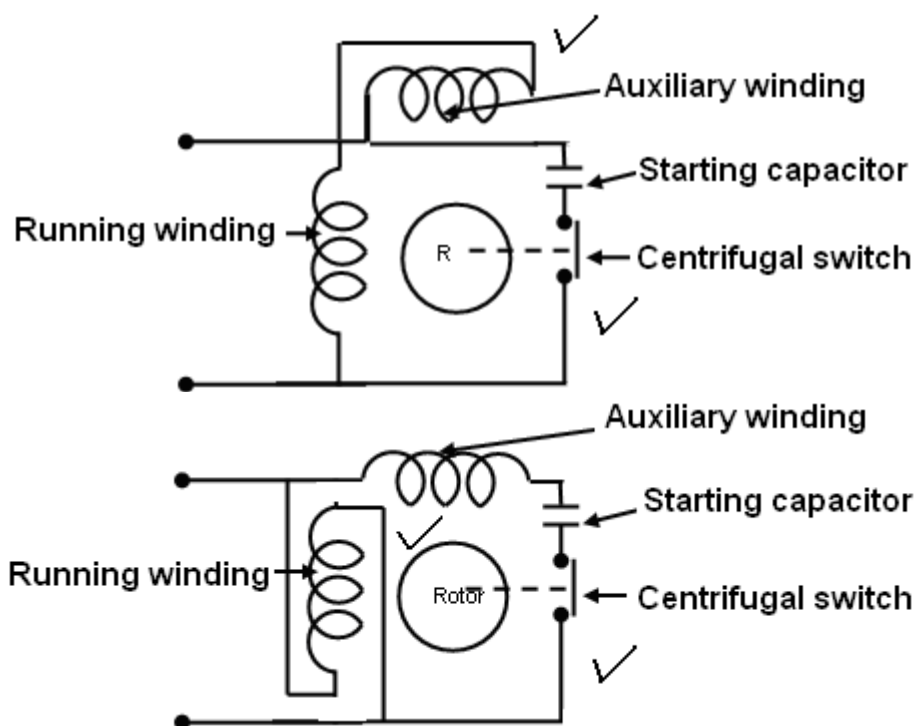 Auxiliary winding
Starting capacitor
Running winding
R
Centrifugal switch
Auxiliary winding
Starting capacitor
Running winding
Rotor
Centrifugal switch